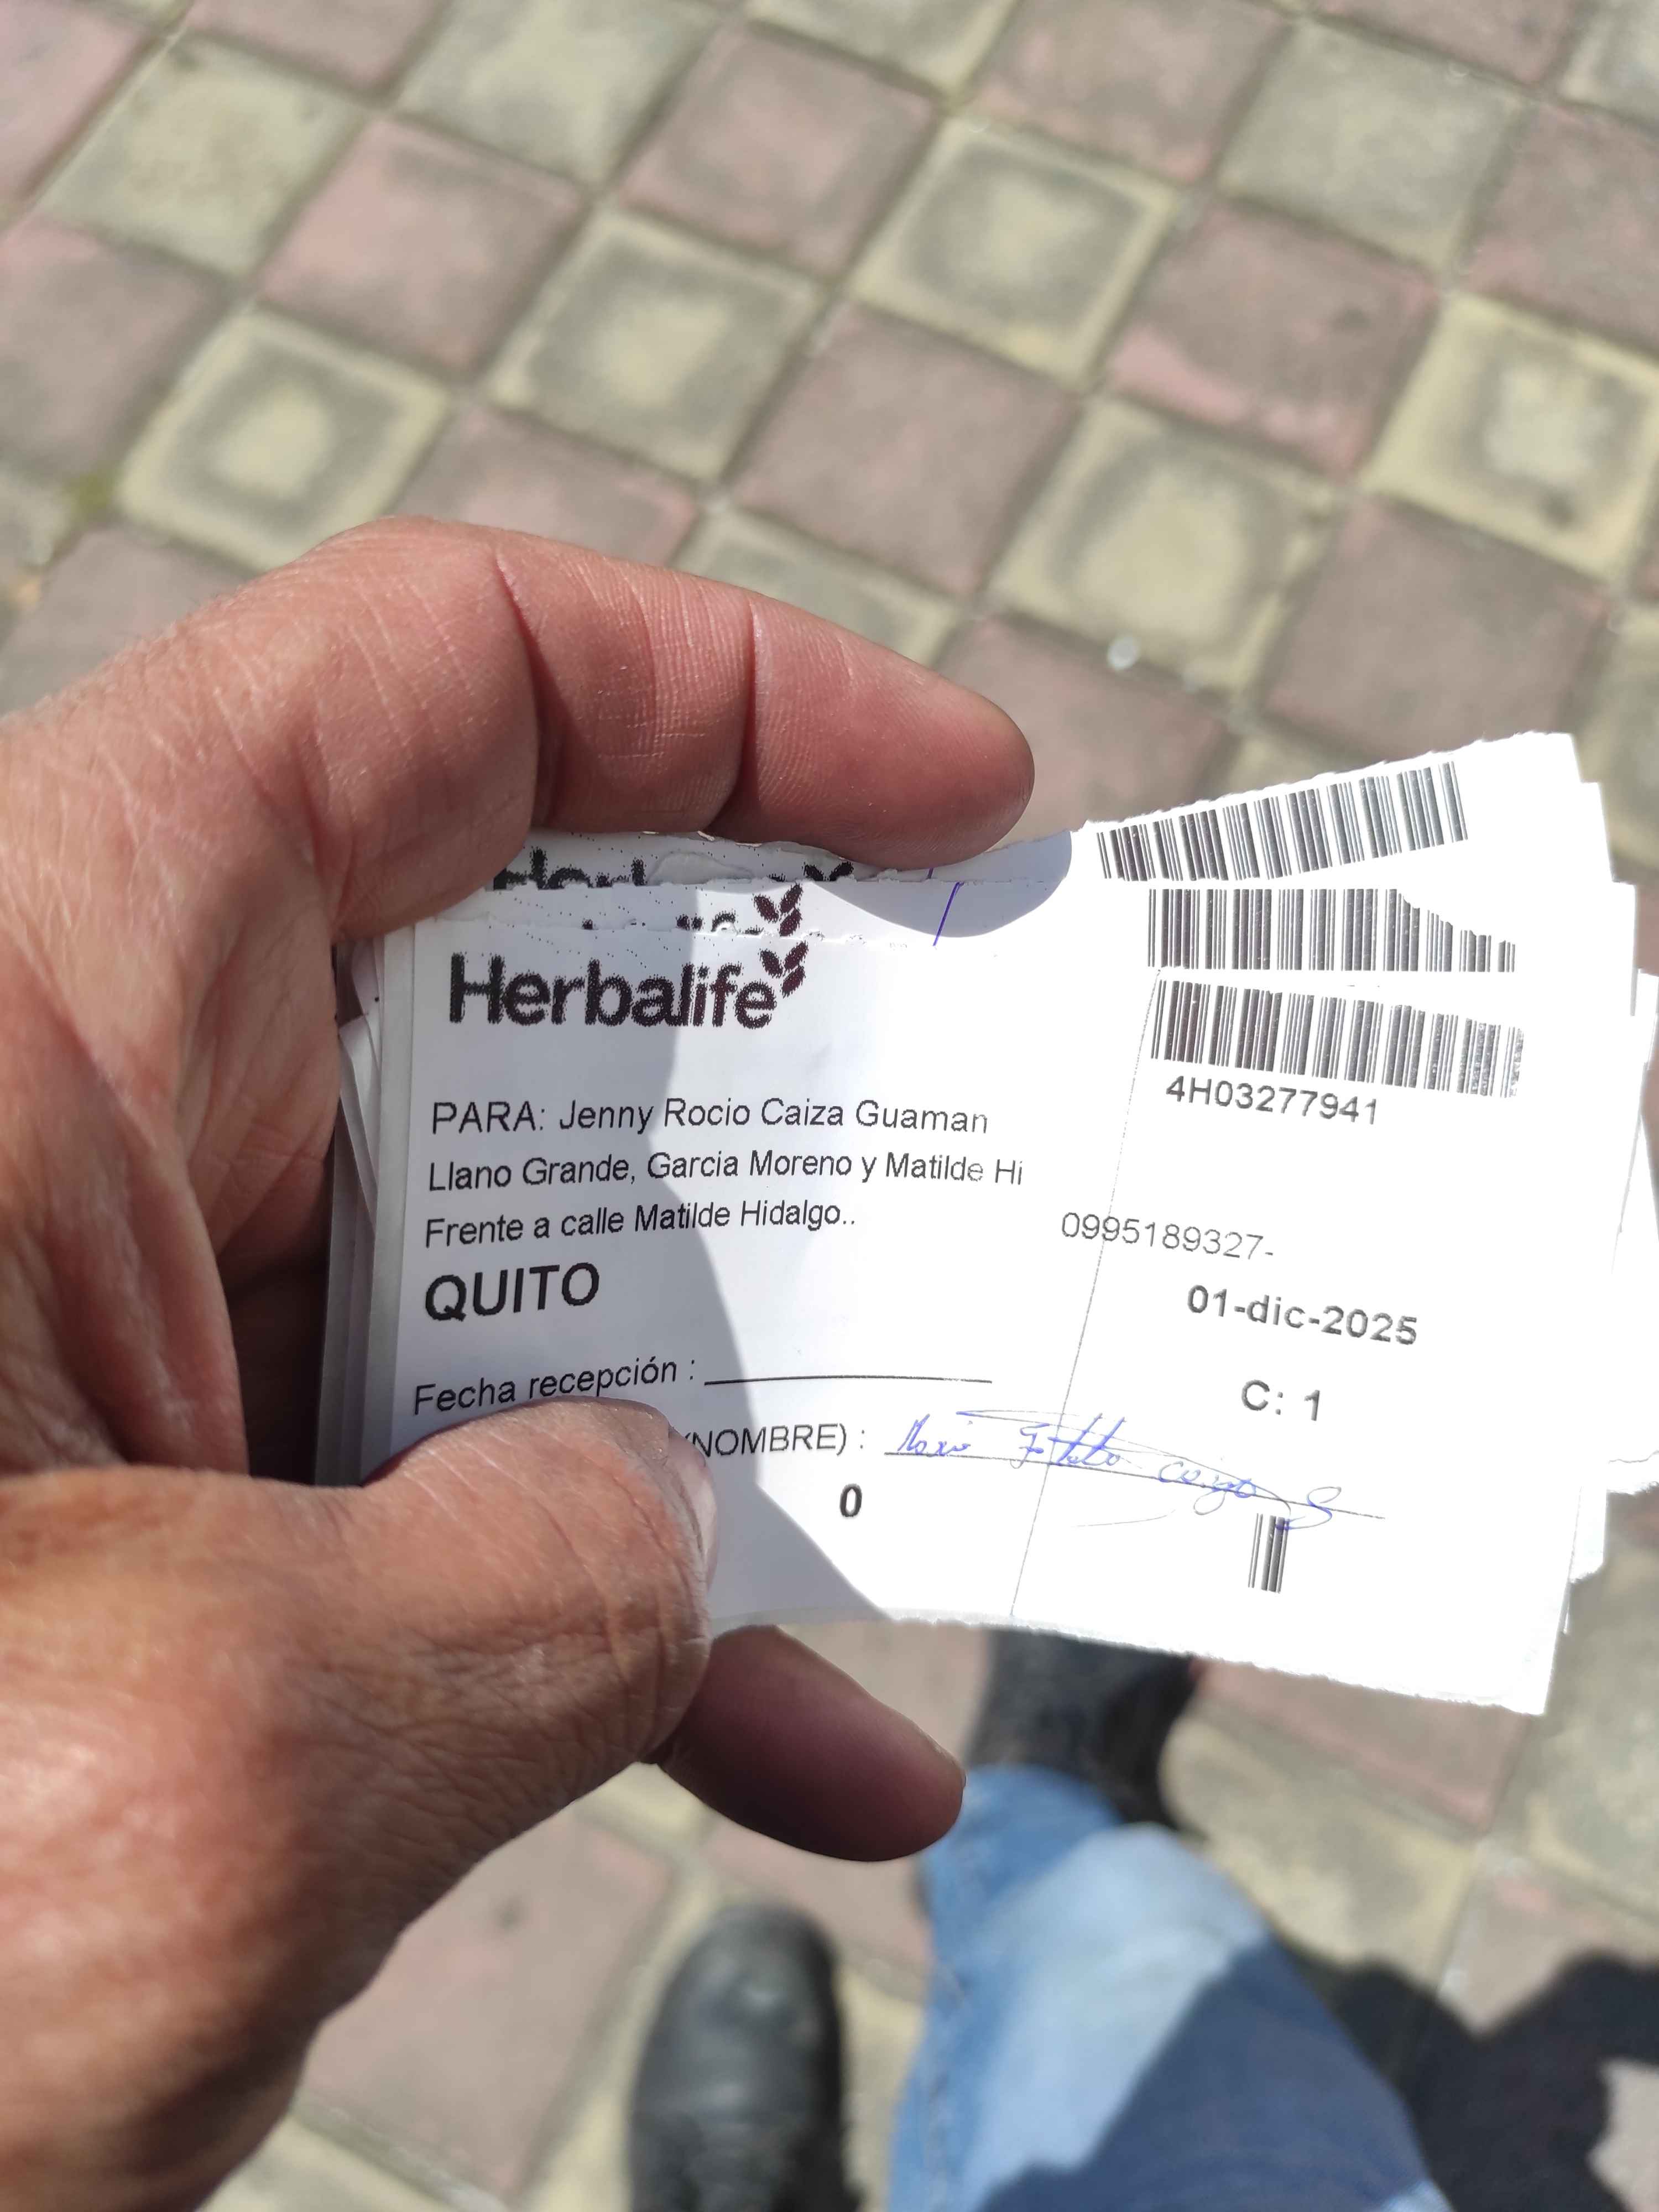 Herbalife
4H03277941
PARA: Jenny Rocio Caiza Guaman
Llano Grande, Garcia Moreno y Matilde Hi
Frente a calle Matilde Hidalgo..
0995189327-
QUITO
01-dic-2025
Fecha recepción :
C: 1
(NOMBRE) :
0